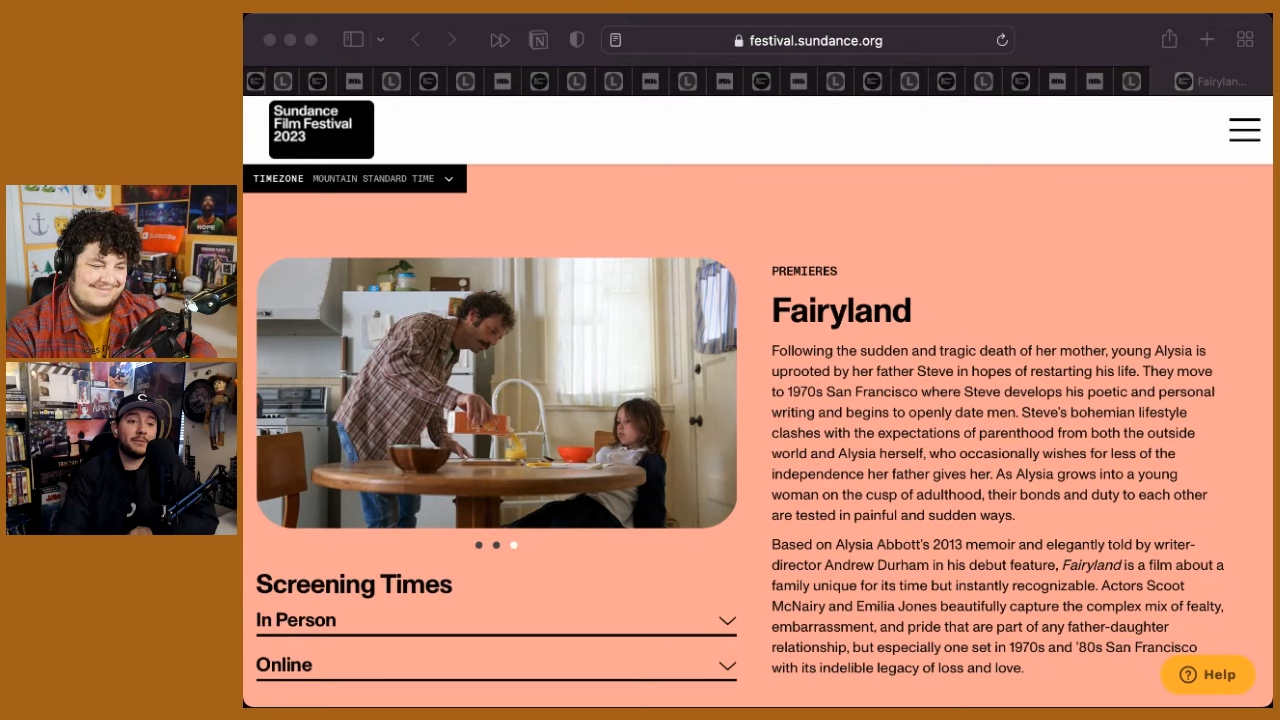 festival.sundance.org
Fairylan...
Sundance
Film Festival
2023
TIMEZONE MOUNTAIN STANDARD TIME
NOPE
Subscribe
PREMIERES
Fairyland
Following the sudden and tragic death of her mother, young Alysia is
uprooted by her father Steve in hopes of restarting his life. They move
to 1970s San Francisco where Steve develops his poetic and personal
writing and begins to openly date men. Steve's bohemian lifestyle
clashes with the expectations of parenthood from both the outside
world and Alysia herself, who occasionally wishes for less of the
independence her father gives her. As Alysia grows into a young
woman on the cusp of adulthood, their bonds and duty to each other
are tested in painful and sudden ways.
Based on Alysia Abbott's 2013 memoir and elegantly told by writer-
director Andrew Durham in his debut feature, Fairyland is a film about a
family unique for its time but instantly recognizable. Actors Scoot
McNairy and Emilia Jones beautifully capture the complex mix of fealty,
embarrassment, and pride that are part of any father-daughter
relationship, but especially one set in 1970s and '80s San Francisco
with its indelible legacy of loss and love.
Screening Times
In Person
Online
Help